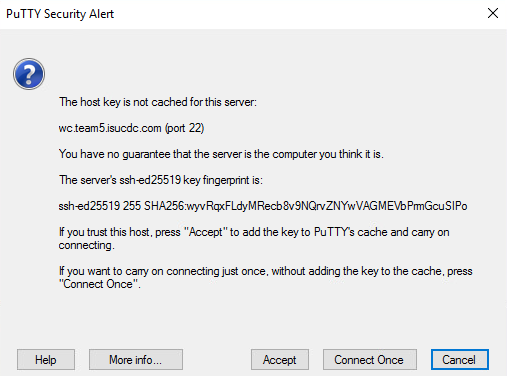 PuTTY Security Alert
The host key is not cached for this server:
wc.team5.isucdc.com (port 22)
You have no guarantee that the server is the computer you think it is.
The server's ssh-ed25519 key fingerprint is:
ssh-ed25519 255 SHA256:wyvRqxFLdyMRecb8v9NQrvZNYwVAGMEVbPrmGcuSIPo
If you trust this host, press "Accept" to add the key to PuTTY's cache and carry on
connecting.
If you want to carry on connecting just once, without adding the key to the cache, press
"Connect Once".
Help
More info...
Accept
Connect Once
Cancel